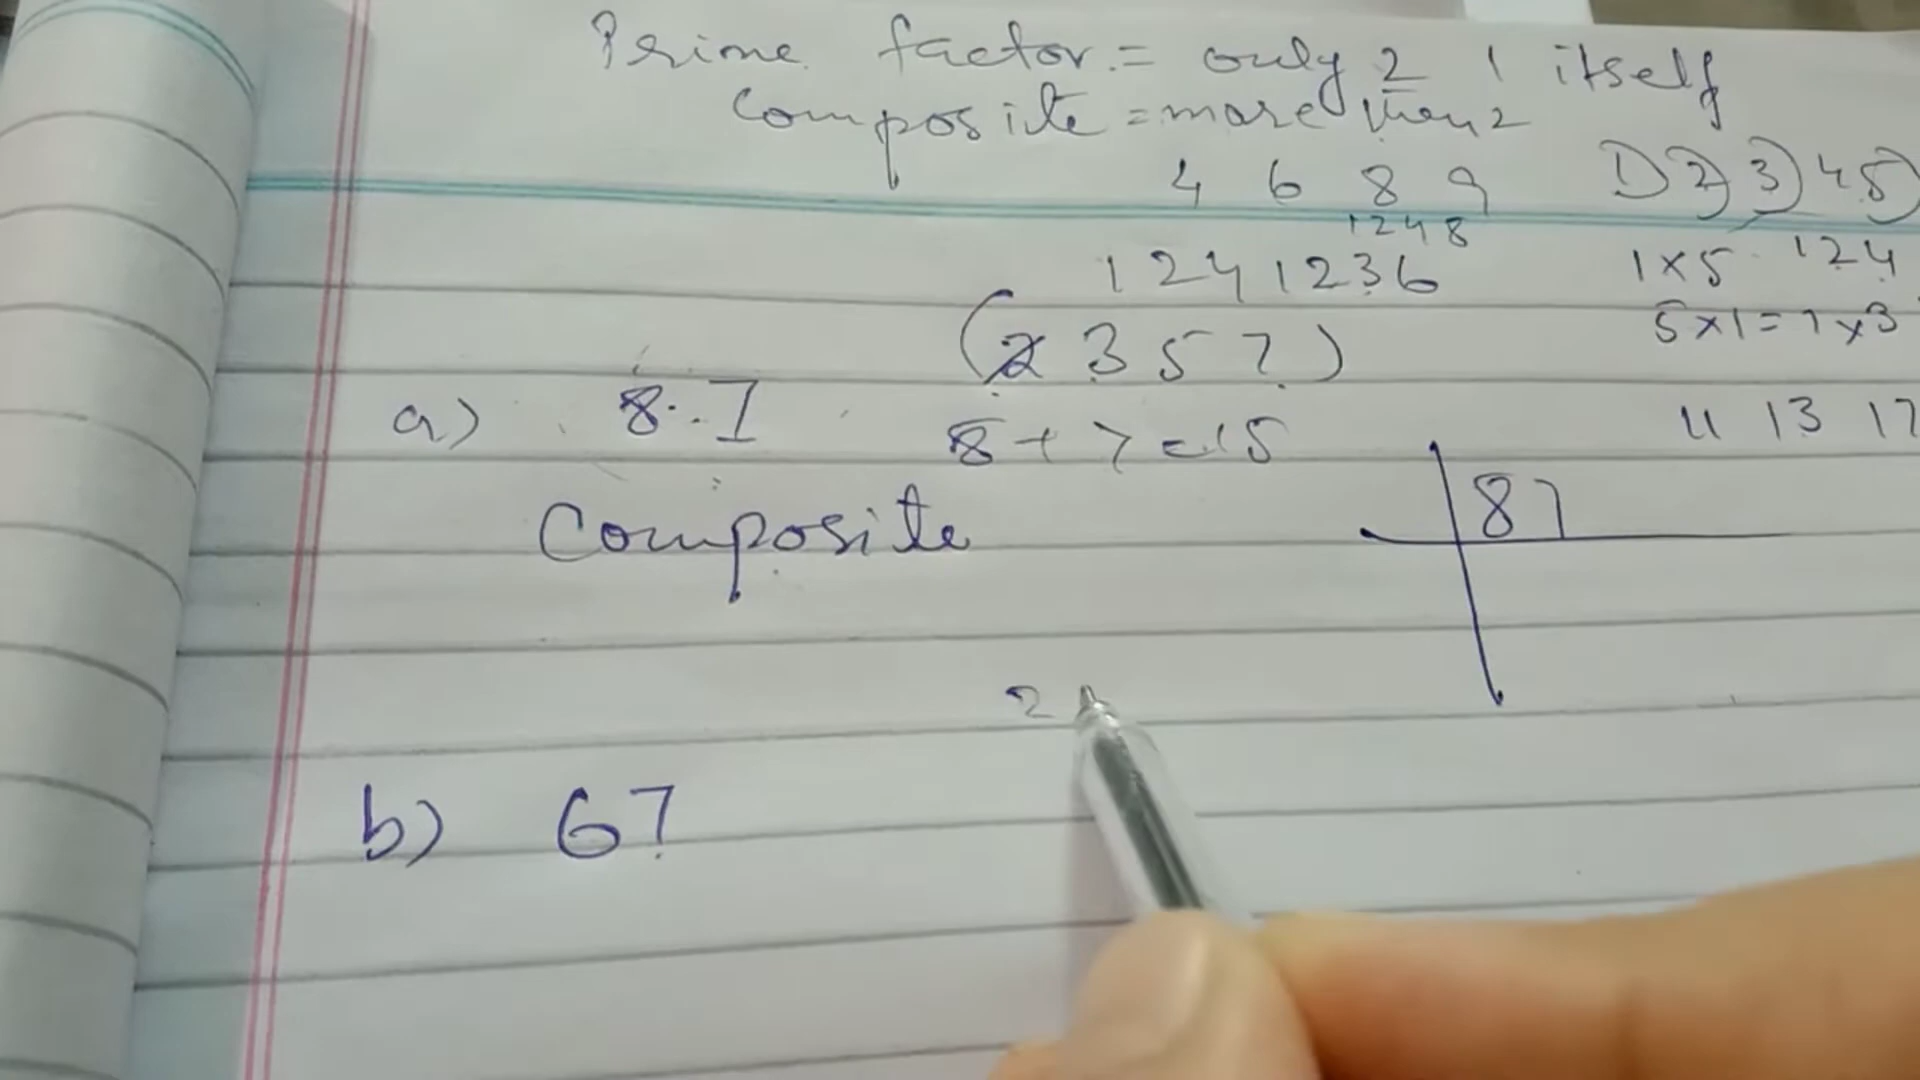 Prime factor = only 2 1 itself
Composite = more than 2
4 6 8 9
1 2 3 4 5
1 2 4 8
1 2 4 1 2 3 6
1 x 5 1 2 4
(2 3 5 7)
5 x 1 = 1 x 3
a) 87
8 + 7 = 15
11 13 17
87
Composite
2
b) 67